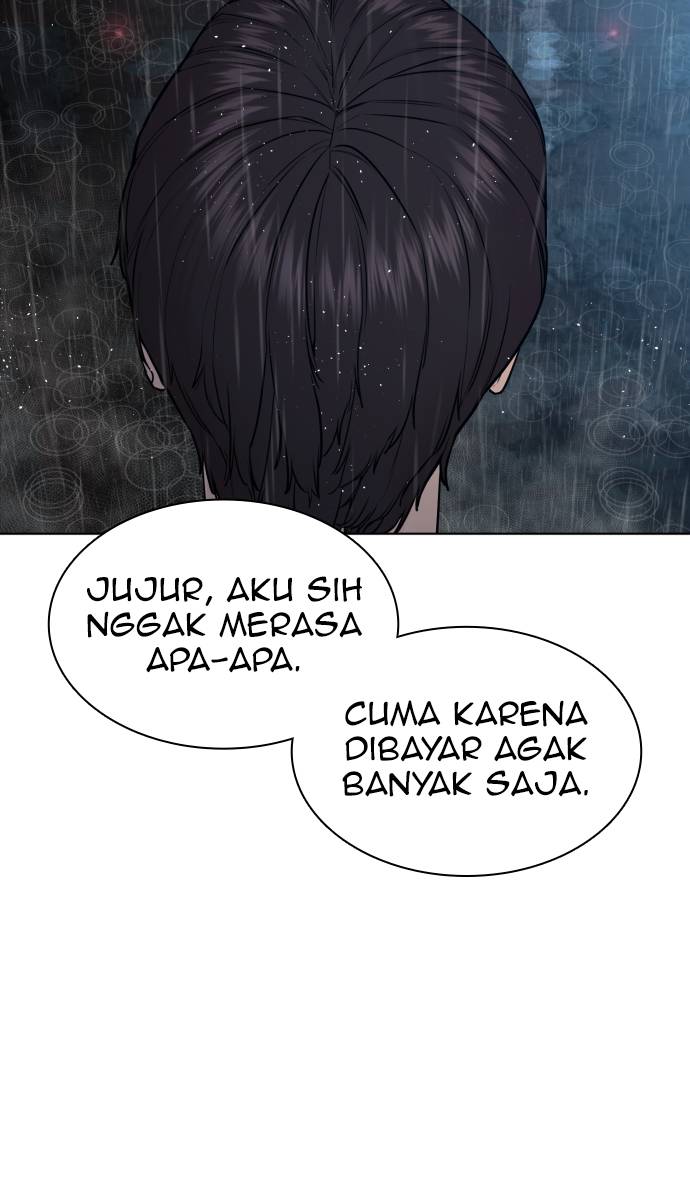 JUJUR, AKU SIH
NGGAK MERASA
APA-APA.
CUMA KARENA
DIBAYAR AGAK
BANYAK SAJA.